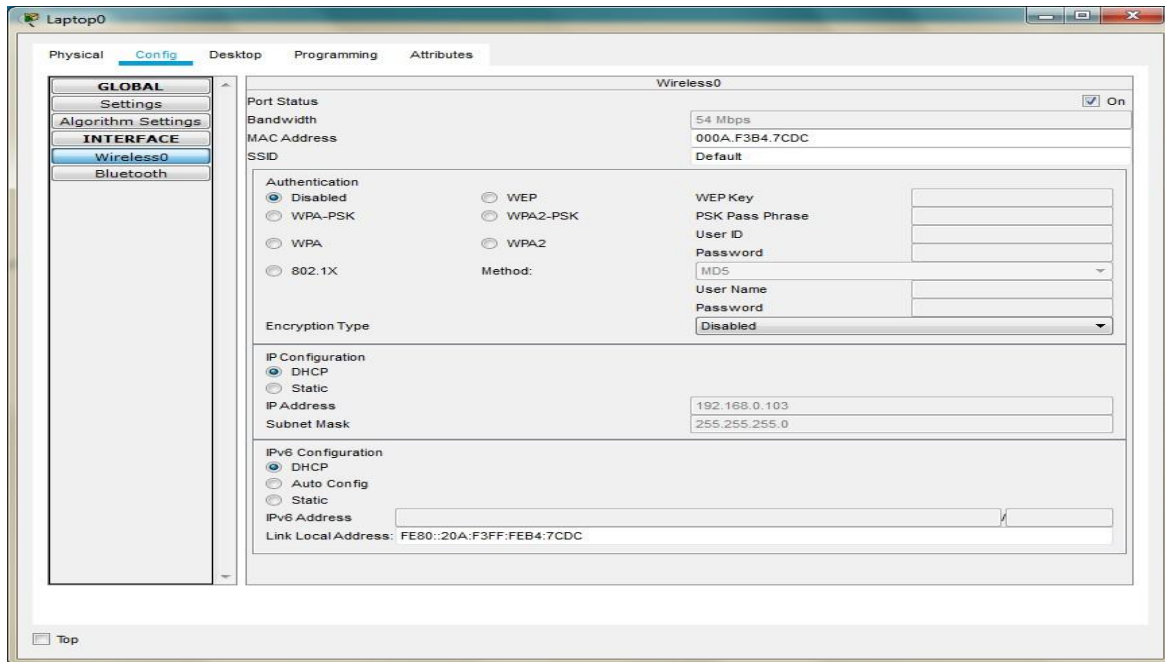 Laptop0
Physical Config Desktop Programming Attributes
GLOBAL
Settings
Algorithm Settings
INTERFACE
Wireless0
Bluetooth
Wireless0
Port Status On
Bandwidth 54 Mbps
MAC Address 000A.F3B4.7CDC
SSID Default
Authentication
Disabled WEP WEP Key
WPA-PSK WPA2-PSK PSK Pass Phrase
User ID
WPA WPA2
Password
802.1X Method: MD5
User Name
Password
Encryption Type Disabled
IP Configuration
DHCP
Static
IP Address 192.168.0.103
Subnet Mask 255.255.255.0
IPv6 Configuration
DHCP
Auto Config
Static
IPv6 Address /
Link Local Address: FE80::20A:F3FF:FEB4:7CDC
Top